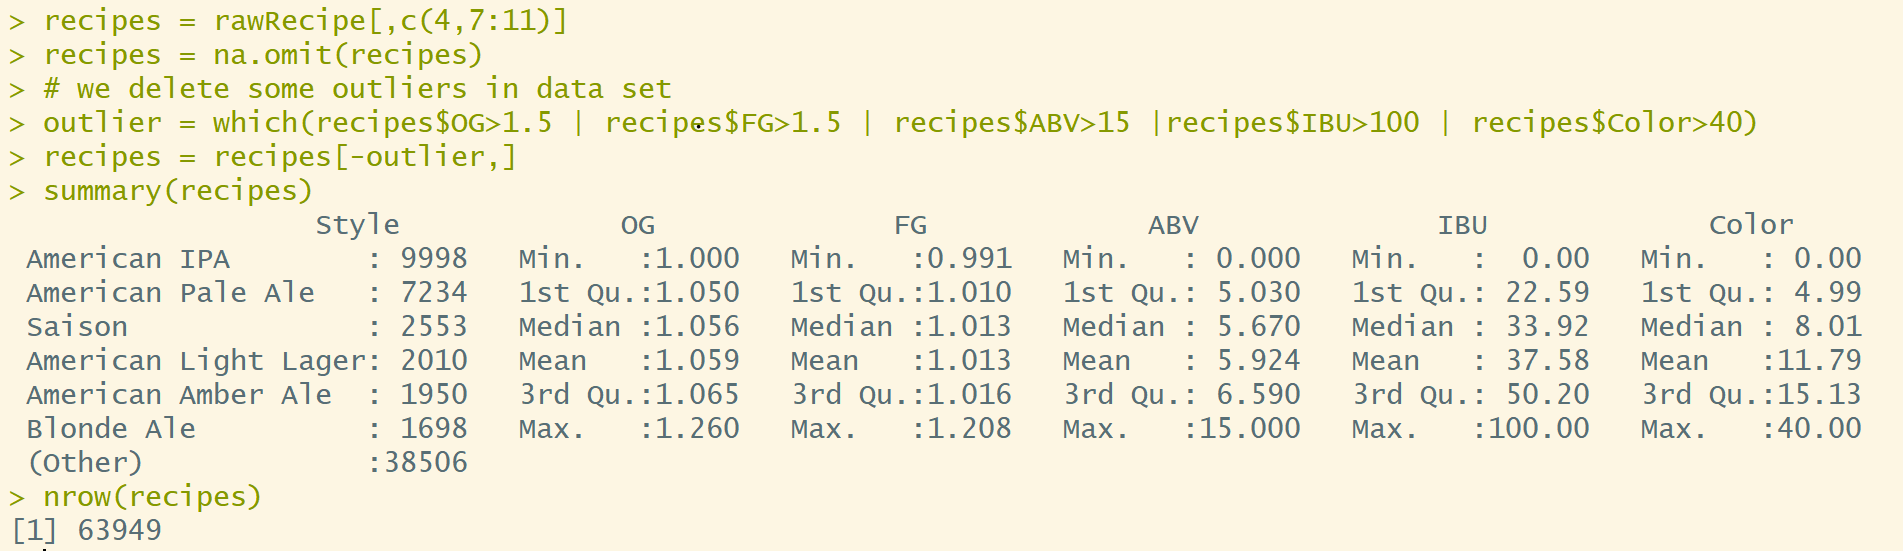 > recipes = rawRecipe[,c(4,7:11)]
> recipes = na.omit(recipes)
> # we delete some outliers in data set
> outlier = which(recipes$OG>1.5 | recipes$FG>1.5 | recipes$ABV>15 |recipes$IBU>100 | recipes$Color>40)
> recipes = recipes[-outlier,]
> summary(recipes)
                  Style             OG              FG             ABV              IBU             Color      
 American IPA        : 9998   Min.   :1.000   Min.   :0.991   Min.   : 0.000   Min.   :  0.00   Min.   : 0.00  
 American Pale Ale   : 7234   1st Qu.:1.050   1st Qu.:1.010   1st Qu.: 5.030   1st Qu.: 22.59   1st Qu.: 4.99  
 Saison              : 2553   Median :1.056   Median :1.013   Median : 5.670   Median : 33.92   Median : 8.01  
 American Light Lager: 2010   Mean   :1.059   Mean   :1.013   Mean   : 5.924   Mean   : 37.58   Mean   :11.79  
 American Amber Ale  : 1950   3rd Qu.:1.065   3rd Qu.:1.016   3rd Qu.: 6.590   3rd Qu.: 50.20   3rd Qu.:15.13  
 Blonde Ale          : 1698   Max.   :1.260   Max.   :1.208   Max.   :15.000   Max.   :100.00   Max.   :40.00  
 (Other)             :38506
> nrow(recipes)
[1] 63949